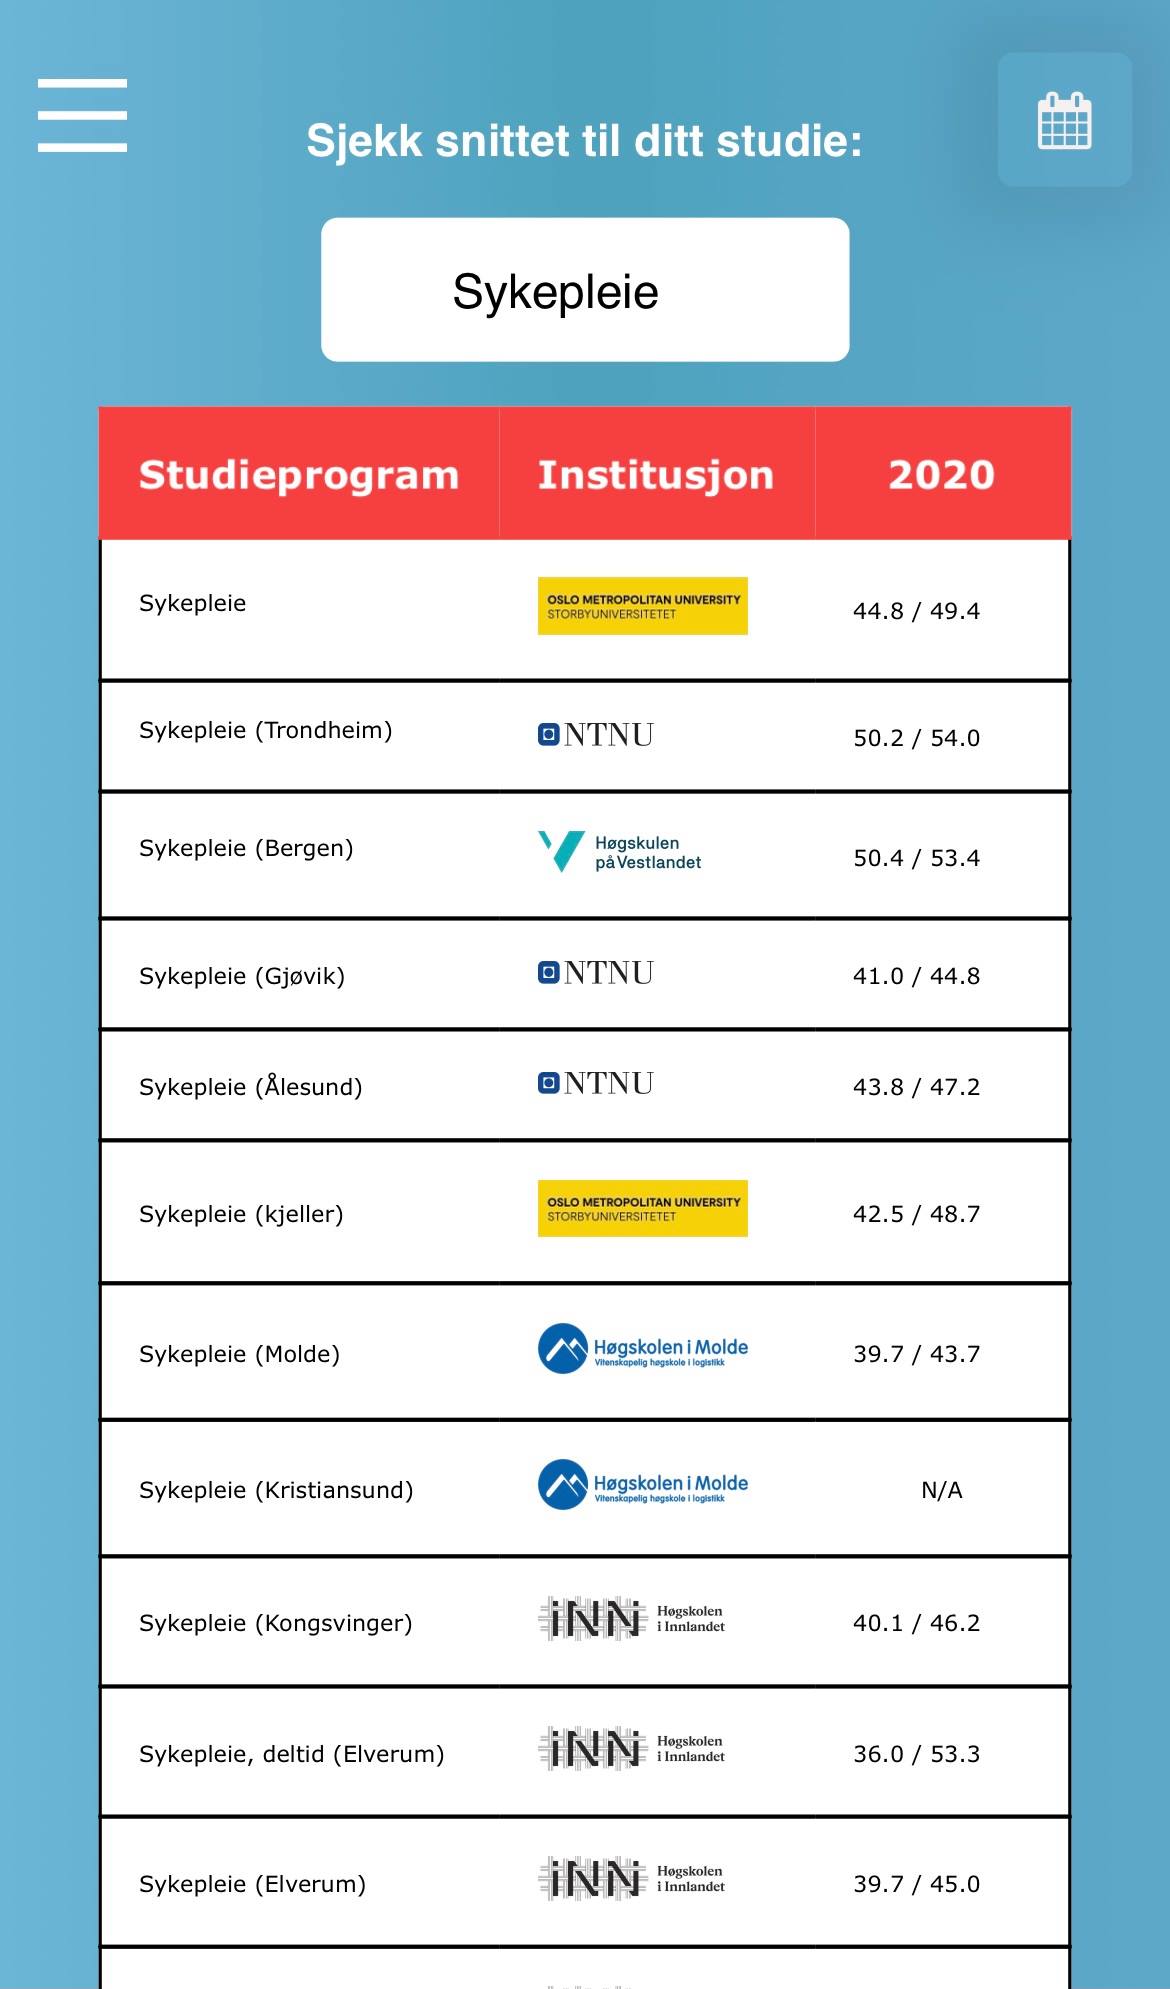 Sjekk snittet til ditt studie:
Sykepleie
Studieprogram Institusjon 2020
Sykepleie OSLO METROPOLITAN UNIVERSITY 44.8 / 49.4
STORBYUNIVERSITETET
Sykepleie (Trondheim) NTNU 50.2 / 54.0
Sykepleie (Bergen) Høgskulen 50.4 / 53.4
på Vestlandet
Sykepleie (Gjøvik) NTNU 41.0 / 44.8
Sykepleie (Ålesund) NTNU 43.8 / 47.2
Sykepleie (kjeller) OSLO METROPOLITAN UNIVERSITY 42.5 / 48.7
STORBYUNIVERSITETET
Sykepleie (Molde) Høgskolen i Molde 39.7 / 43.7
Vitenskapelig høgskole i logistikk
Sykepleie (Kristiansund) Høgskolen i Molde N/A
Vitenskapelig høgskole i logistikk
Sykepleie (Kongsvinger) iNN Høgskolen 40.1 / 46.2
i Innlandet
Sykepleie, deltid (Elverum) iNN Høgskolen 36.0 / 53.3
i Innlandet
Sykepleie (Elverum) iNN Høgskolen 39.7 / 45.0
i Innlandet